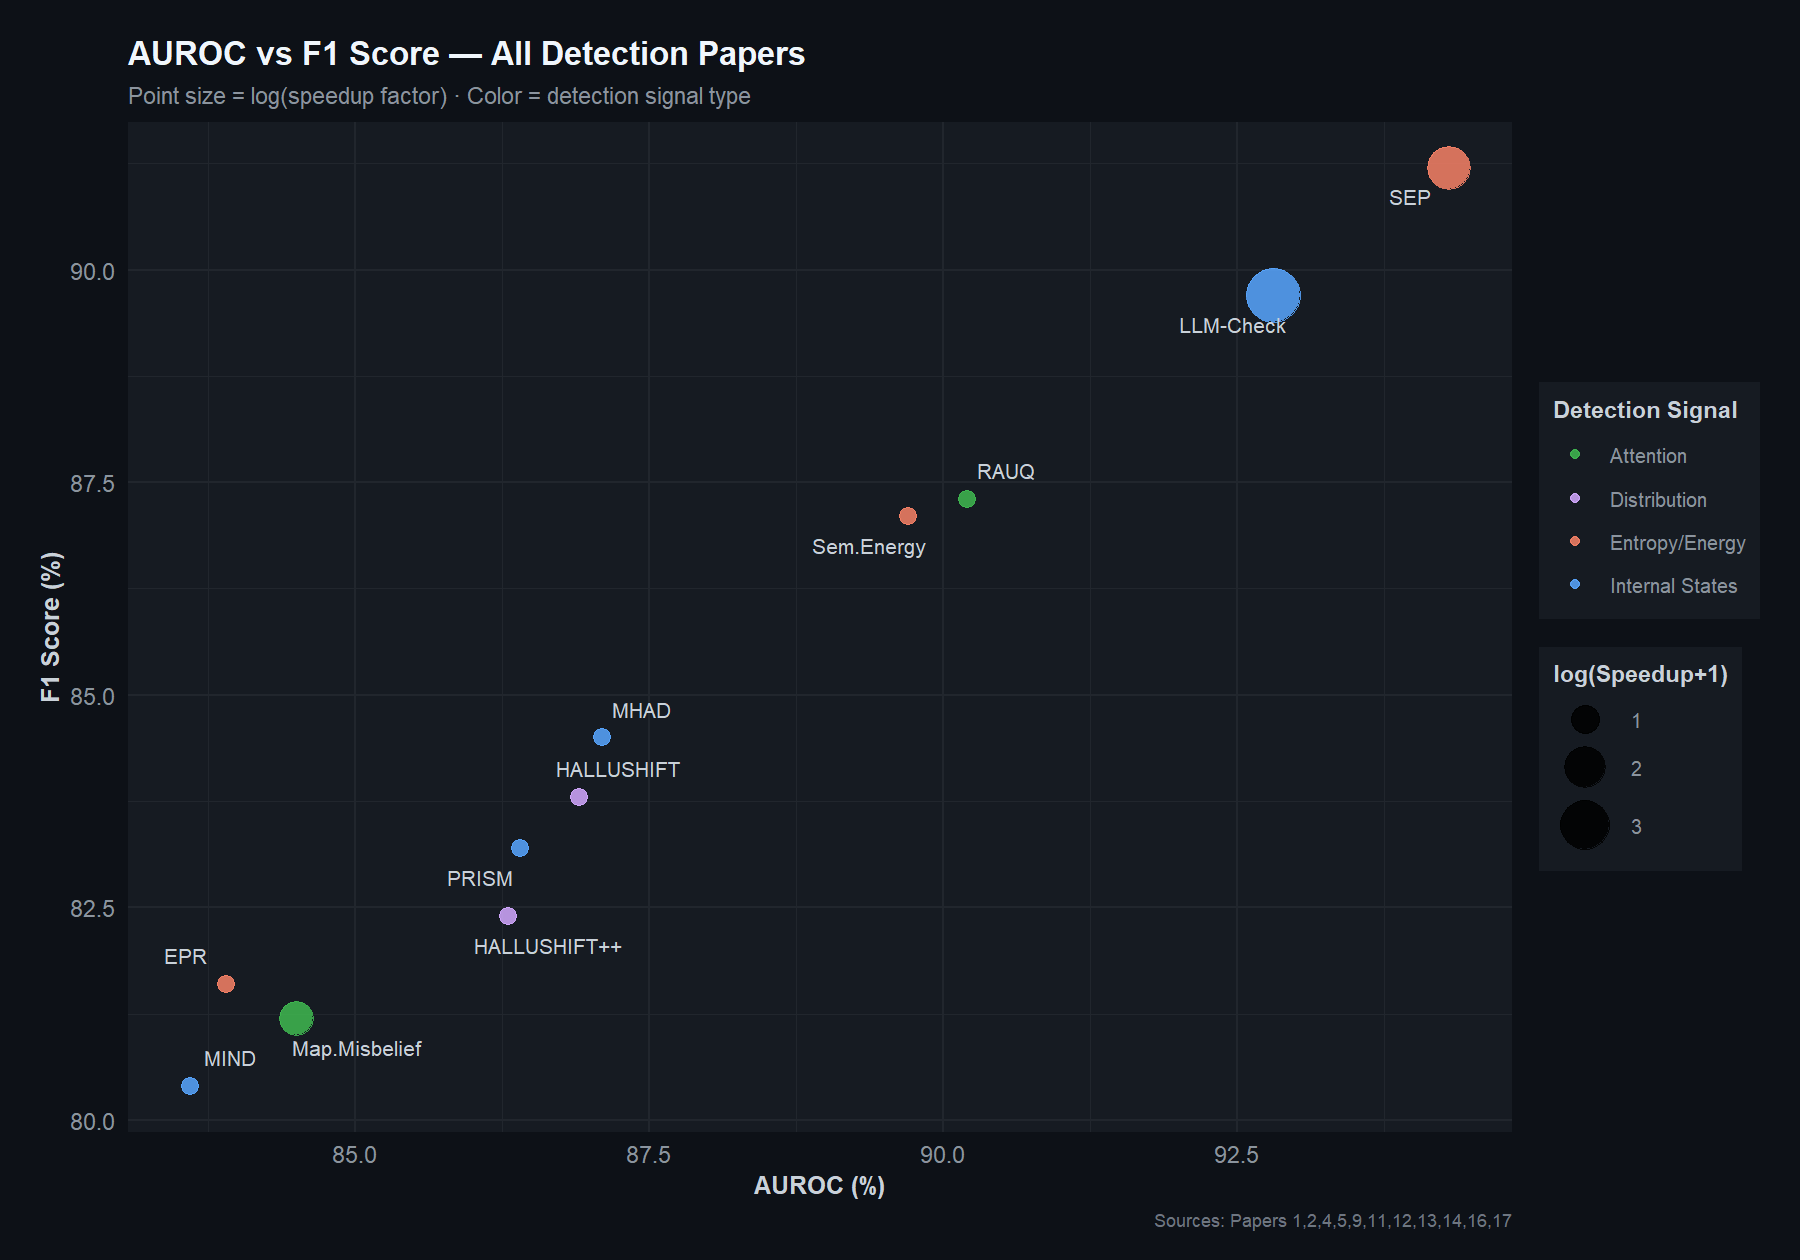 AUROC vs F1 Score — All Detection Papers
Point size = log(speedup factor) · Color = detection signal type
SEP
90.0
LLM-Check
87.5
RAUQ
Sem.Energy
F1 Score (%)
85.0
MHAD
HALLUSHIFT
PRISM
82.5
HALLUSHIFT++
EPR
Map.Misbelief
MIND
80.0
85.0
87.5
90.0
92.5
AUROC (%)
Detection Signal
Attention
Distribution
Entropy/Energy
Internal States
log(Speedup+1)
1
2
3
Sources: Papers 1,2,4,5,9,11,12,13,14,16,17